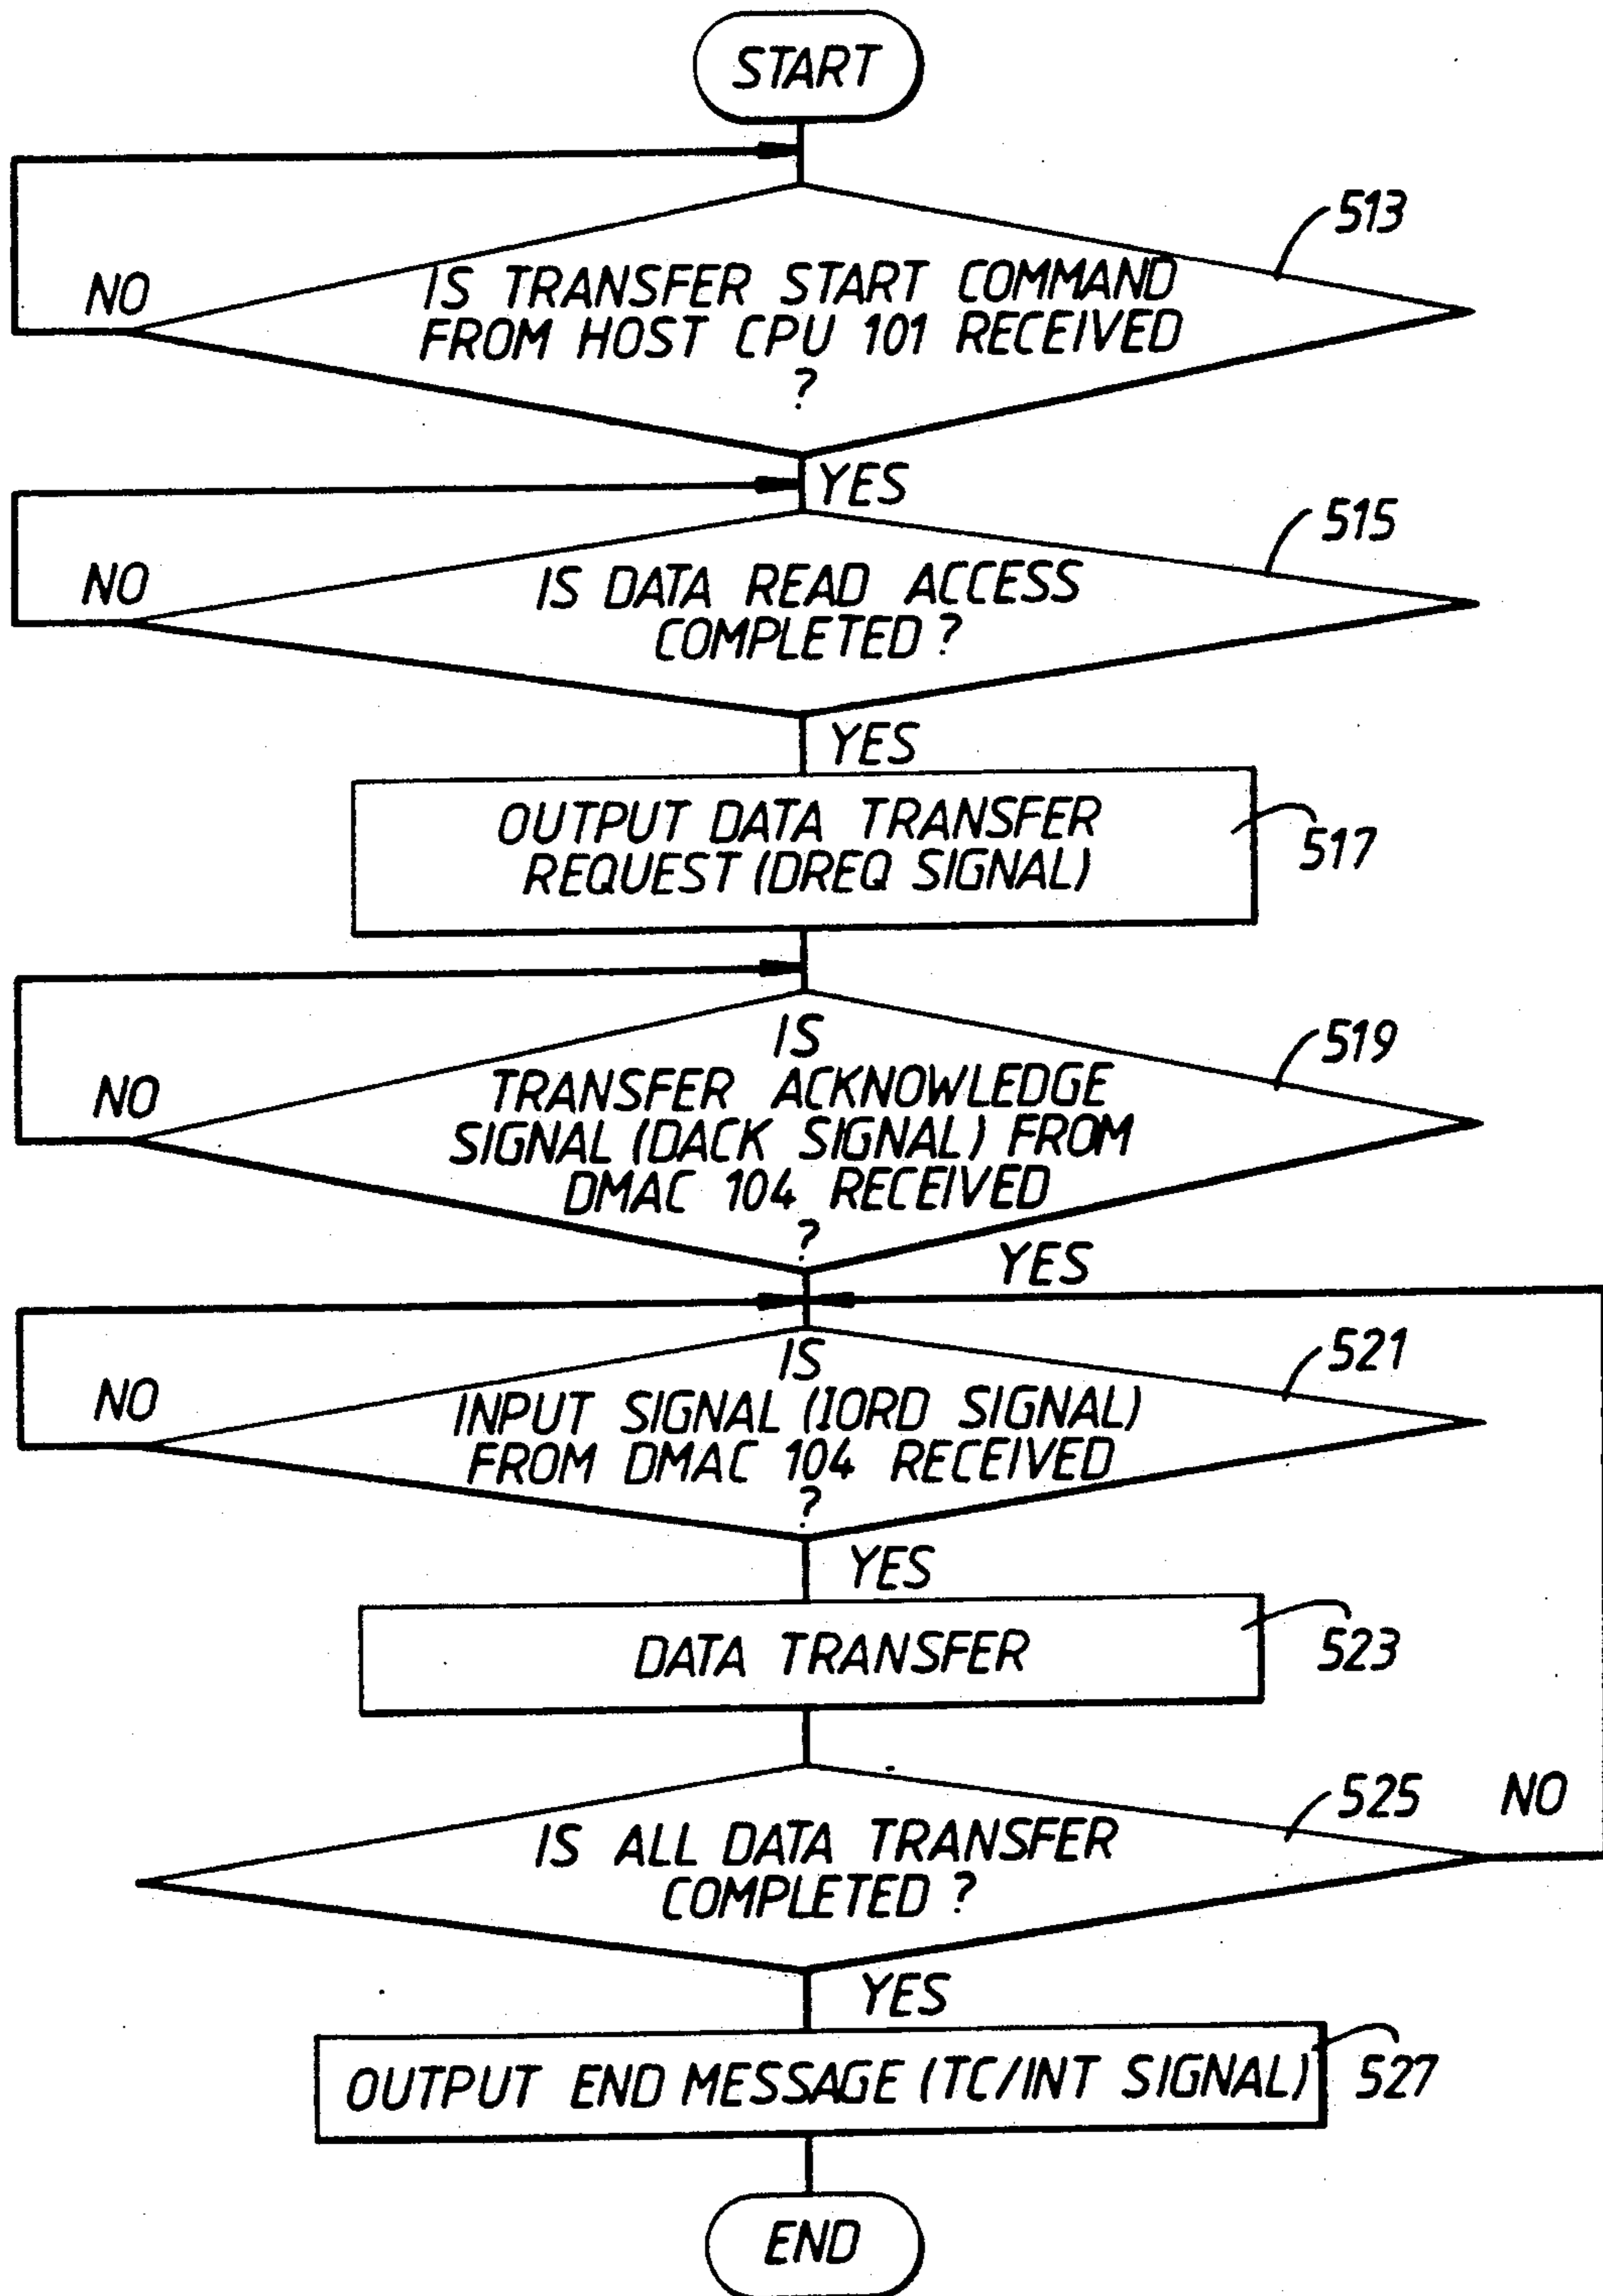 START
513
NO
IS TRANSFER START COMMAND
FROM HOST CPU 101 RECEIVED
?
YES
515
NO
IS DATA READ ACCESS
COMPLETED ?
YES
OUTPUT DATA TRANSFER
REQUEST (DREQ SIGNAL)
517
IS
519
NO
TRANSFER ACKNOWLEDGE
SIGNAL (DACK SIGNAL) FROM
DMAC 104 RECEIVED
?
YES
IS
521
NO
INPUT SIGNAL (IORD SIGNAL)
FROM DMAC 104 RECEIVED
?
YES
DATA TRANSFER
523
525
NO
IS ALL DATA TRANSFER
COMPLETED ?
YES
OUTPUT END MESSAGE (TC/INT SIGNAL)
527
END